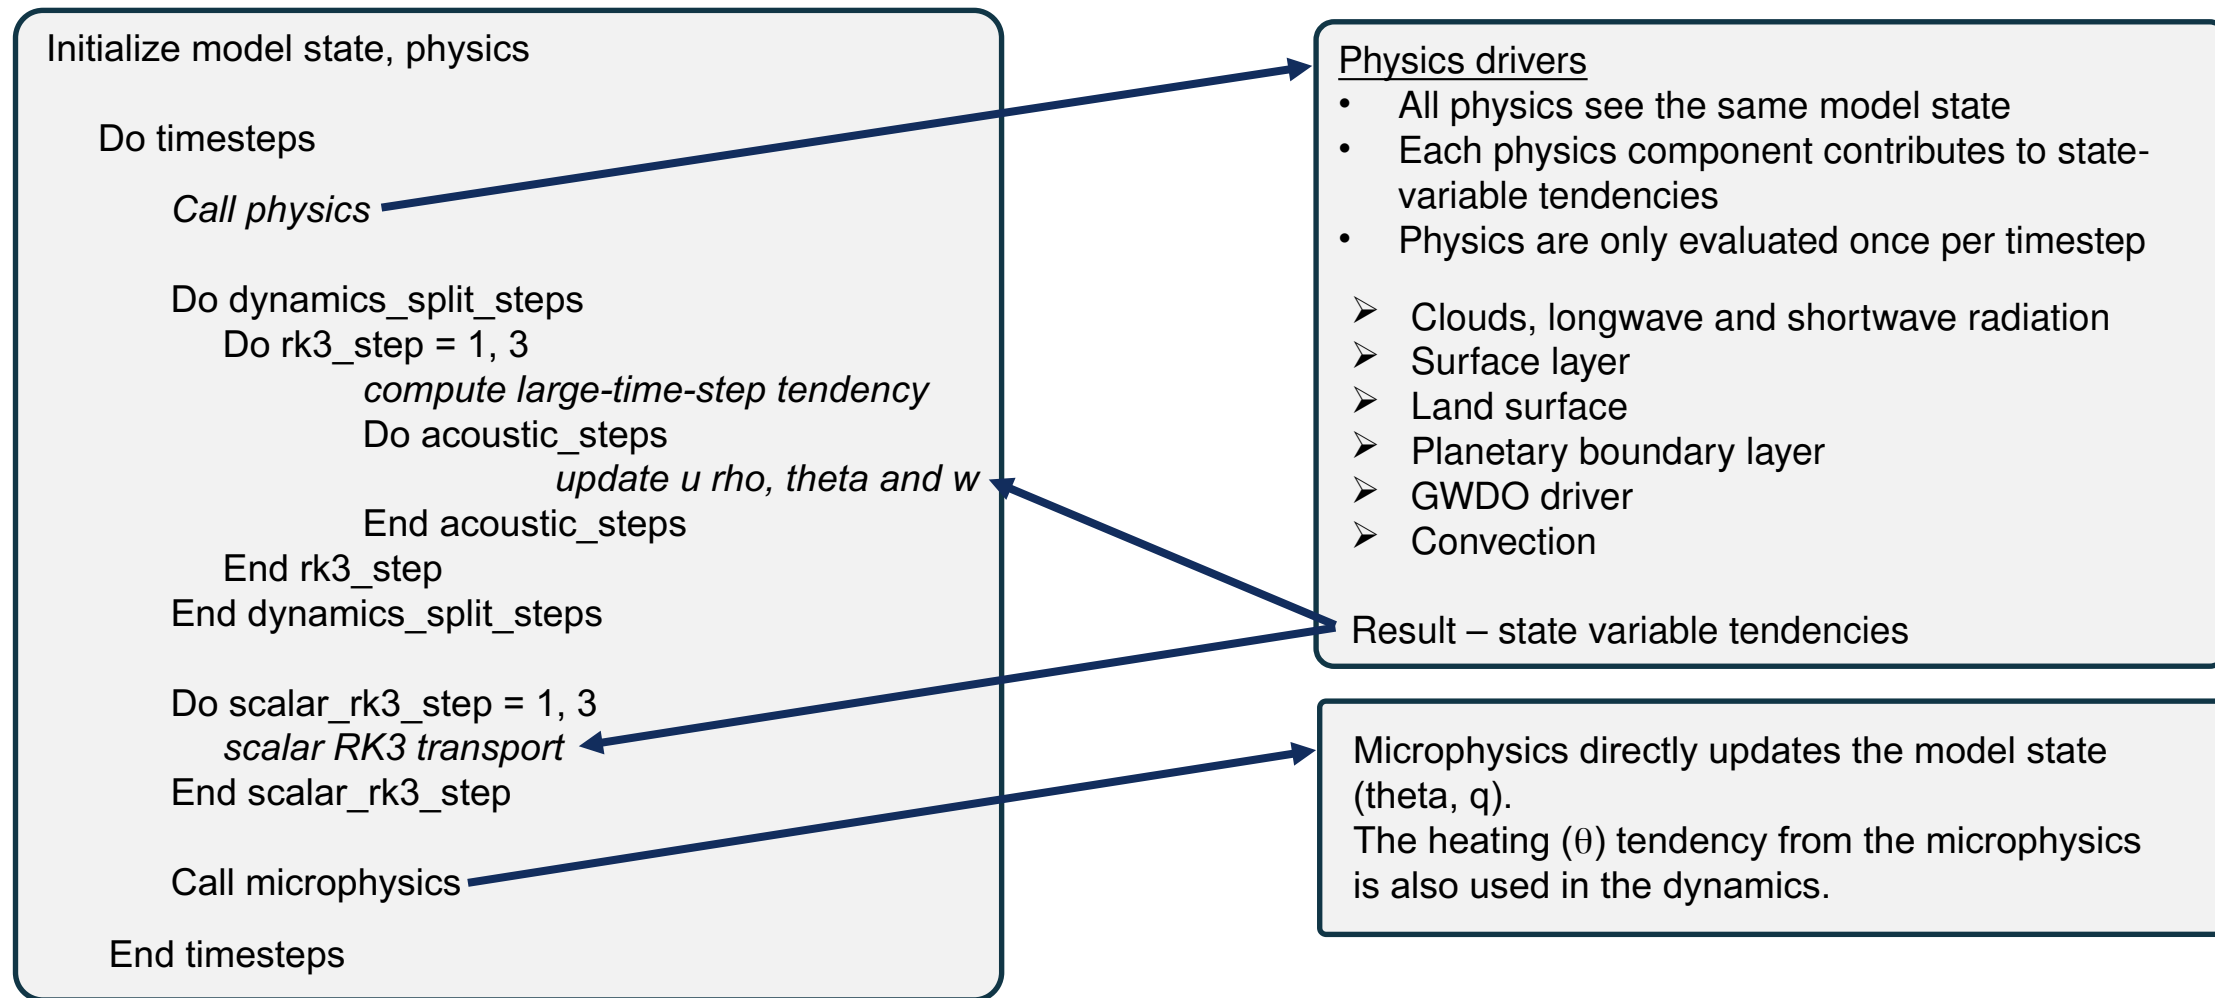 Initialize model state, physics
Do timesteps
Call physics
Do dynamics_split_steps
Do rk3_step = 1, 3
compute large-time-step tendency
Do acoustic_steps
update u rho, theta and w
End acoustic_steps
End rk3_step
End dynamics_split_steps
Do scalar_rk3_step = 1, 3
scalar RK3 transport
End scalar_rk3_step
Call microphysics
End timesteps
Physics drivers
• All physics see the same model state
• Each physics component contributes to state-
variable tendencies
• Physics are only evaluated once per timestep
➢ Clouds, longwave and shortwave radiation
➢ Surface layer
➢ Land surface
➢ Planetary boundary layer
➢ GWDO driver
➢ Convection
Result – state variable tendencies
Microphysics directly updates the model state
(theta, q).
The heating (θ) tendency from the microphysics
is also used in the dynamics.